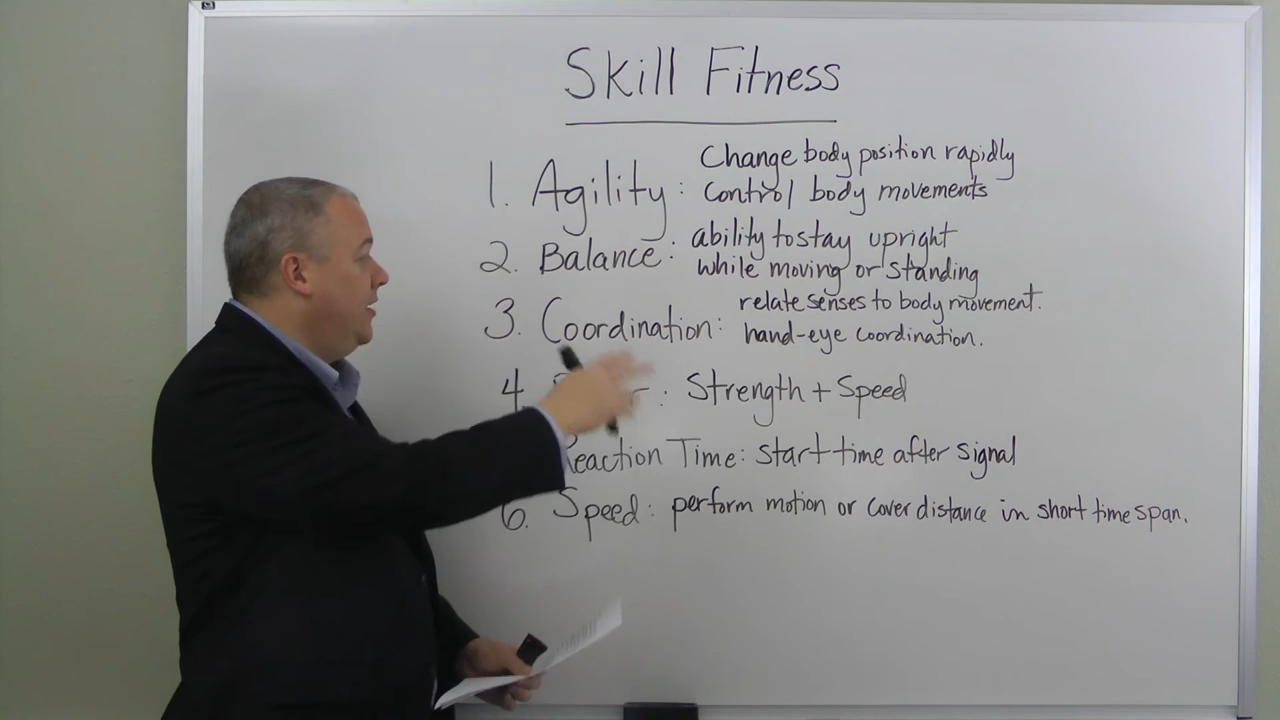 Skill Fitness
1. Agility: Change body position rapidly
control body movements
2. Balance: ability to stay upright
while moving or standing
3. Coordination: relate senses to body movement.
hand-eye coordination.
4. : Strength + Speed
Reaction Time: start time after signal
6. Speed: perform motion or cover distance in short time span.